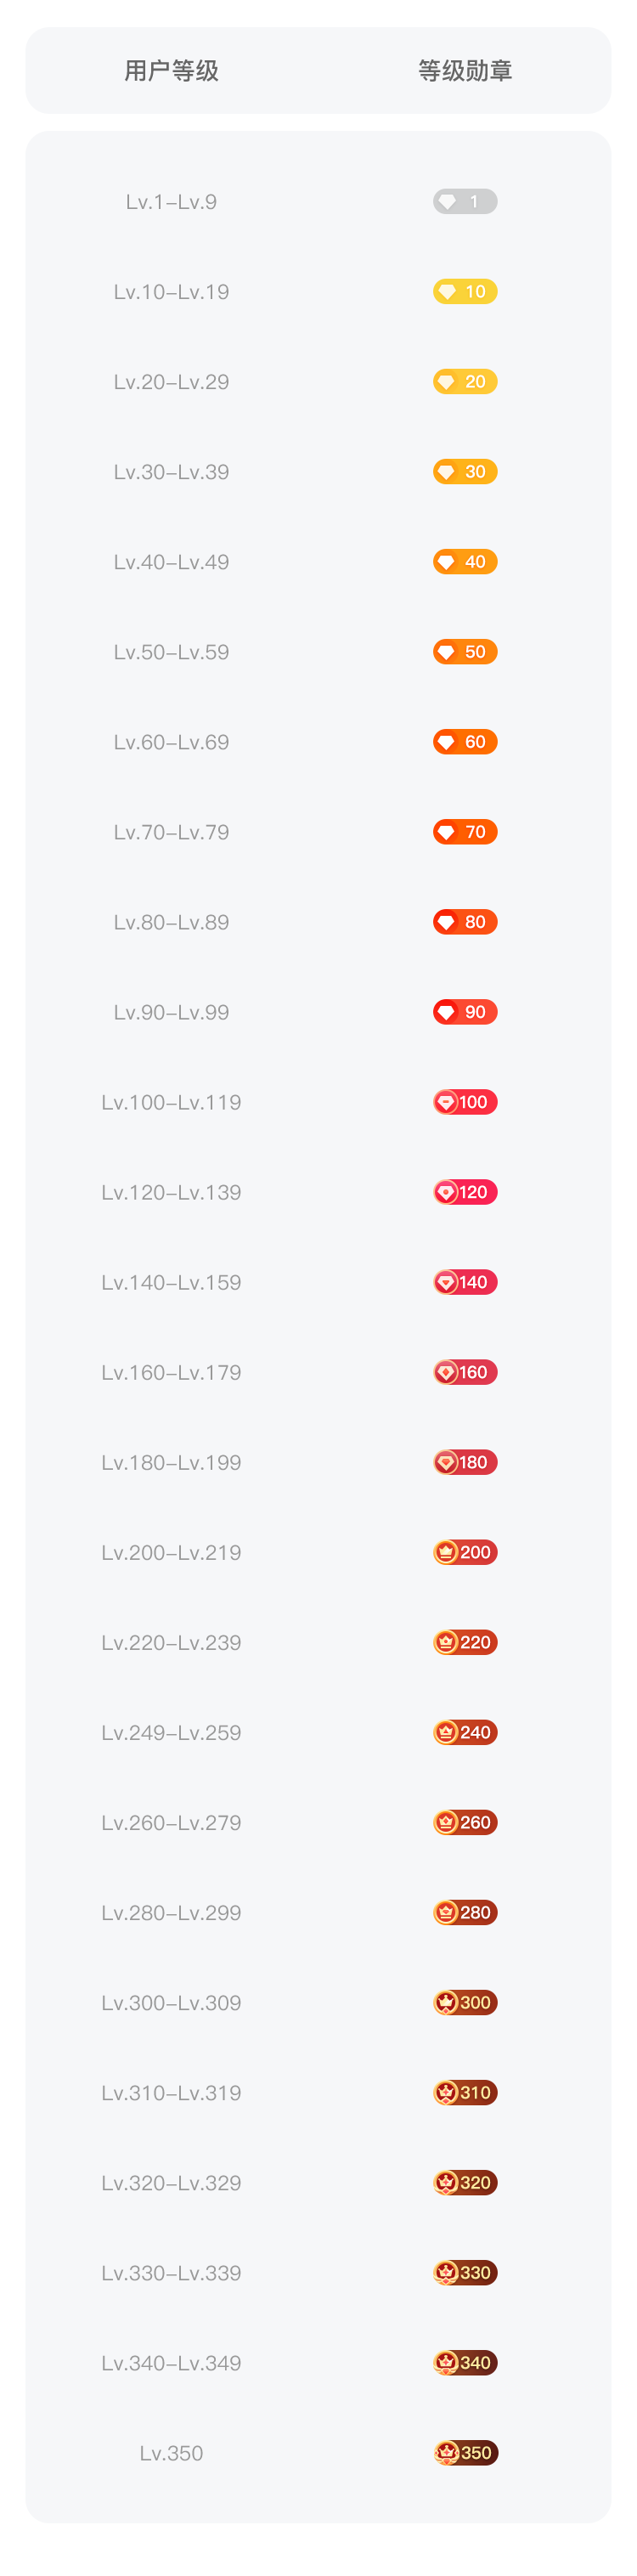 用户等级 等级勋章
Lv.1-Lv.9 1
Lv.10-Lv.19 10
Lv.20-Lv.29 20
Lv.30-Lv.39 30
Lv.40-Lv.49 40
Lv.50-Lv.59 50
Lv.60-Lv.69 60
Lv.70-Lv.79 70
Lv.80-Lv.89 80
Lv.90-Lv.99 90
Lv.100-Lv.119 100
Lv.120-Lv.139 120
Lv.140-Lv.159 140
Lv.160-Lv.179 160
Lv.180-Lv.199 180
Lv.200-Lv.219 200
Lv.220-Lv.239 220
Lv.249-Lv.259 240
Lv.260-Lv.279 260
Lv.280-Lv.299 280
Lv.300-Lv.309 300
Lv.310-Lv.319 310
Lv.320-Lv.329 320
Lv.330-Lv.339 330
Lv.340-Lv.349 340
Lv.350 350